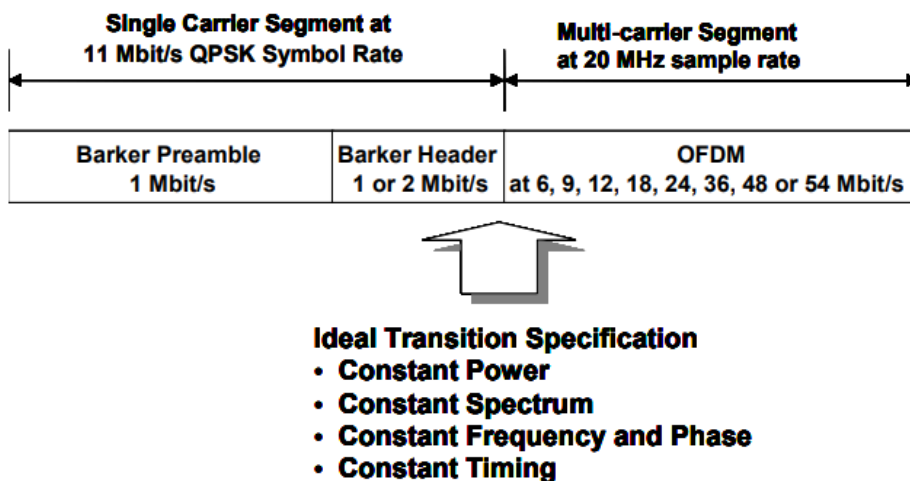 Single Carrier Segment at
11 Mbit/s QPSK Symbol Rate
Multi-carrier Segment
at 20 MHz sample rate
Barker Preamble
1 Mbit/s
Barker Header
1 or 2 Mbit/s
OFDM
at 6, 9, 12, 18, 24, 36, 48 or 54 Mbit/s
Ideal Transition Specification
• Constant Power
• Constant Spectrum
• Constant Frequency and Phase
• Constant Timing